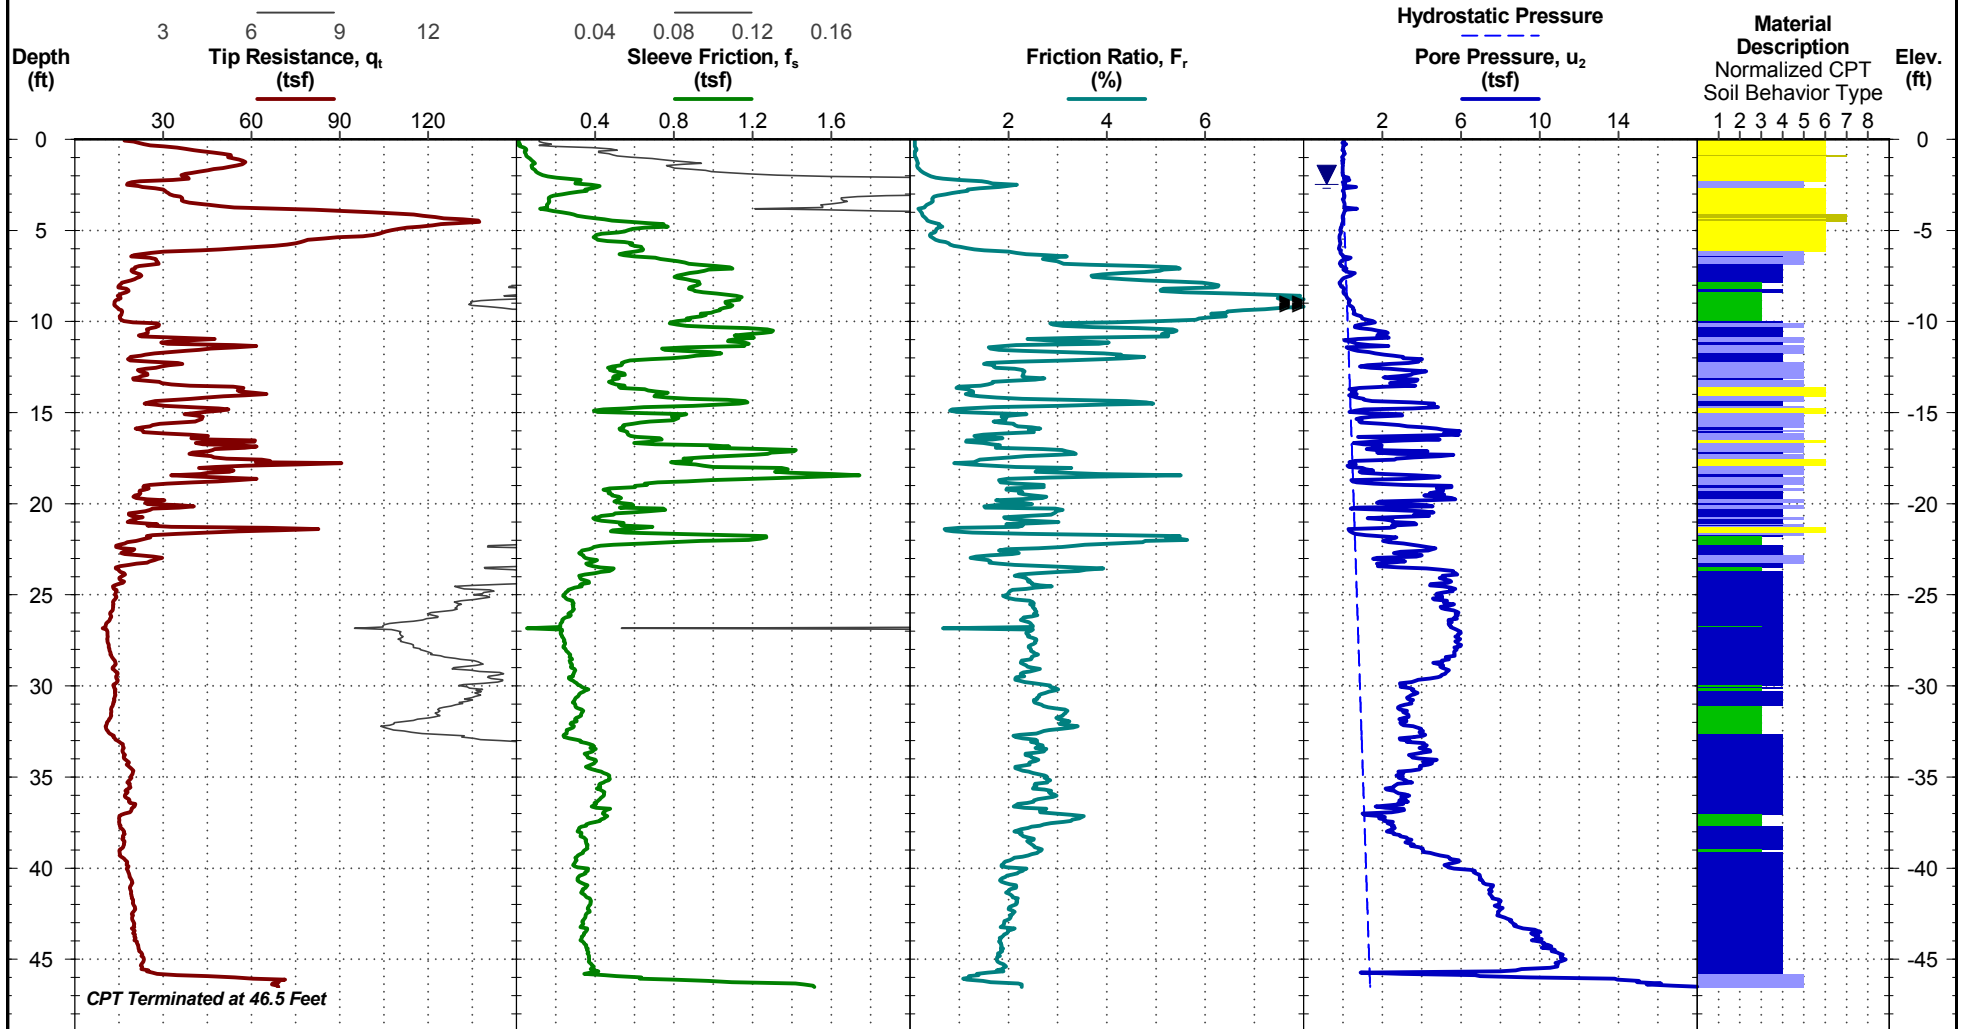 3 6 9 12
0.04 0.08 0.12 0.16
Hydrostatic Pressure
Depth
(ft)
Tip Resistance, qt
(tsf)
Sleeve Friction, fs
(tsf)
Friction Ratio, Fr
(%)
Pore Pressure, u2
(tsf)
Material
Description
Normalized CPT
Soil Behavior Type
Elev.
(ft)
30 60 90 120
0.4 0.8 1.2 1.6
2 4 6
2 6 10 14
1 2 3 4 5 6 7 8
0 -0
5 -5
10 -10
15 -15
20 -20
25 -25
30 -30
35 -35
40 -40
45 -45
CPT Terminated at 46.5 Feet